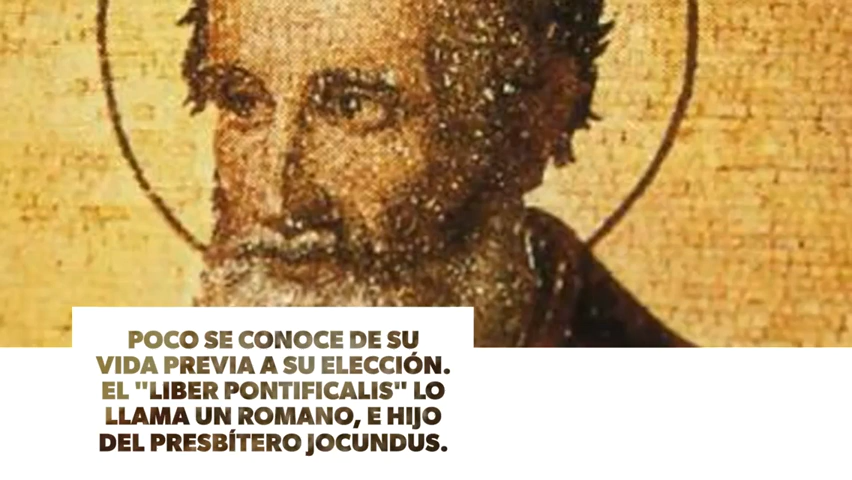 POCO SE CONOCE DE SU
VIDA PREVIA A SU ELECCIÓN.
EL "LIBER PONTIFICALIS" LO
LLAMA UN ROMANO, E HIJO
DEL PRESBÍTERO JOCUNDUS.